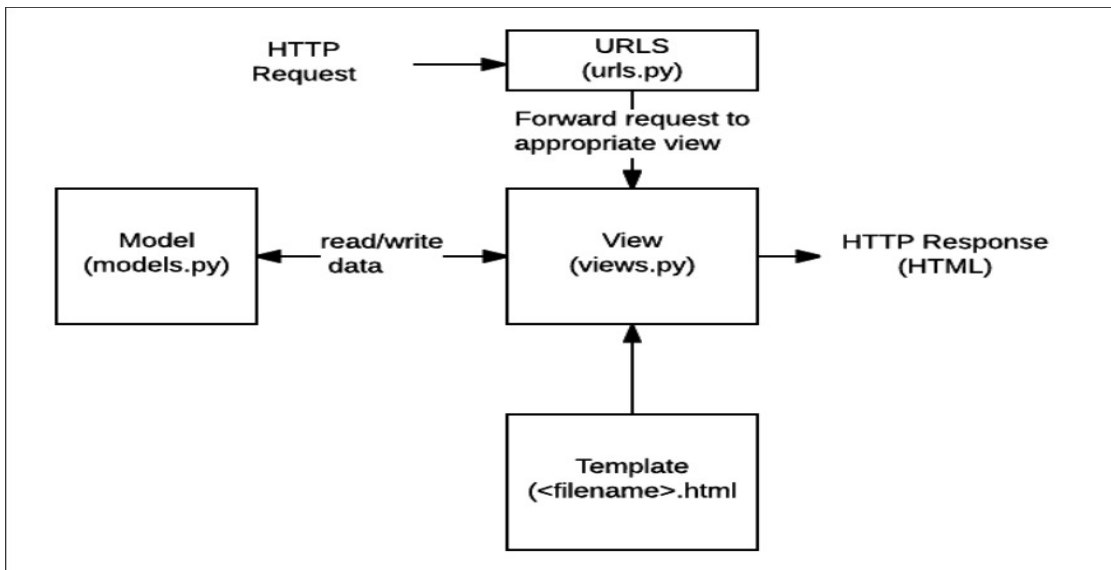 HTTP
Request
URLS
(urls.py)
Forward request to
appropriate view
Model
(models.py)
read/write
data
View
(views.py)
HTTP Response
(HTML)
Template
(<filename>.html